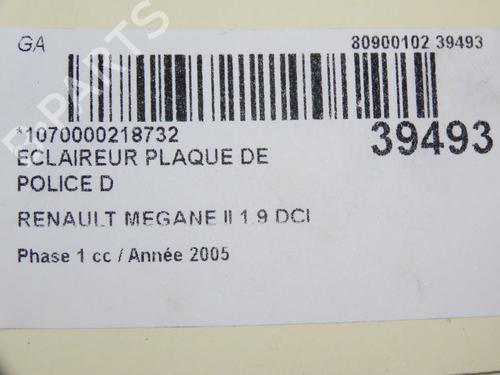 GA
80900102 39493
*1070000218732
39493
ECLAIREUR PLAQUE DE
POLICE D
RENAULT MEGANE II 1.9 DCI
Phase 1 cc / Année 2005